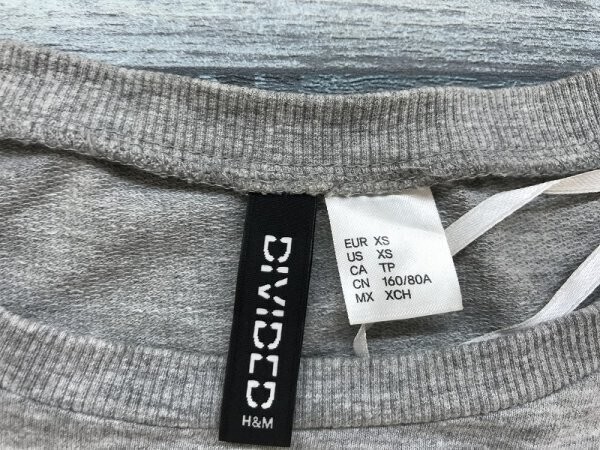 DIVIDED
H&M
EUR XS
US XS
CA TP
CN 160/80A
MX XCH